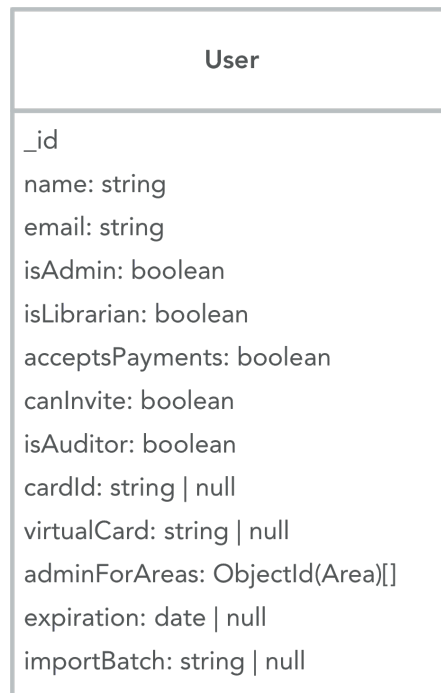 User
_id
name: string
email: string
isAdmin: boolean
isLibrarian: boolean
acceptsPayments: boolean
canInvite: boolean
isAuditor: boolean
cardId: string | null
virtualCard: string | null
adminForAreas: ObjectId(Area)[]
expiration: date | null
importBatch: string | null